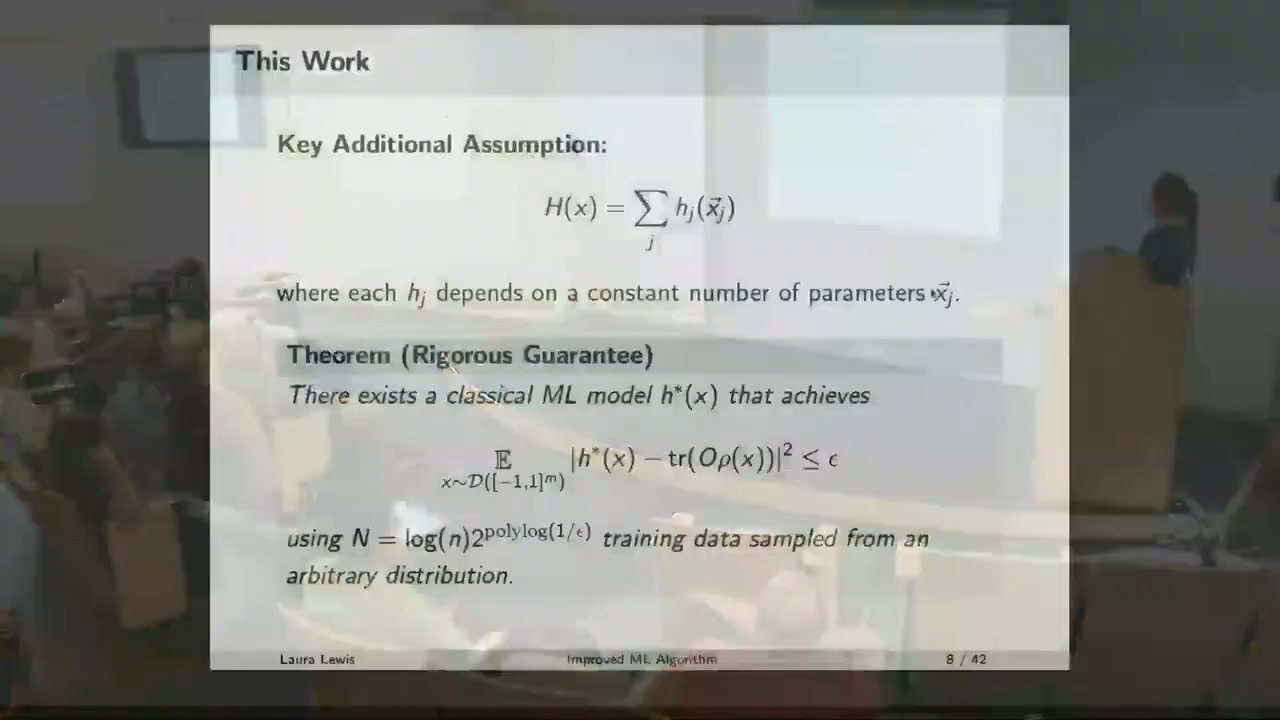 This Work
Key Additional Assumption:
H(x) = ∑_j h_j(x⃗_j)
where each h_j depends on a constant number of parameters x⃗_j.
Theorem (Rigorous Guarantee)
There exists a classical ML model h*(x) that achieves
𝔼_{x∼𝒟([−1,1]^m)} |h*(x) − tr(Oρ(x))|² ≤ ϵ
using N = log(n)2^{polylog(1/ϵ)} training data sampled from an
arbitrary distribution.
Laura Lewis Improved ML Algorithm 8 / 42